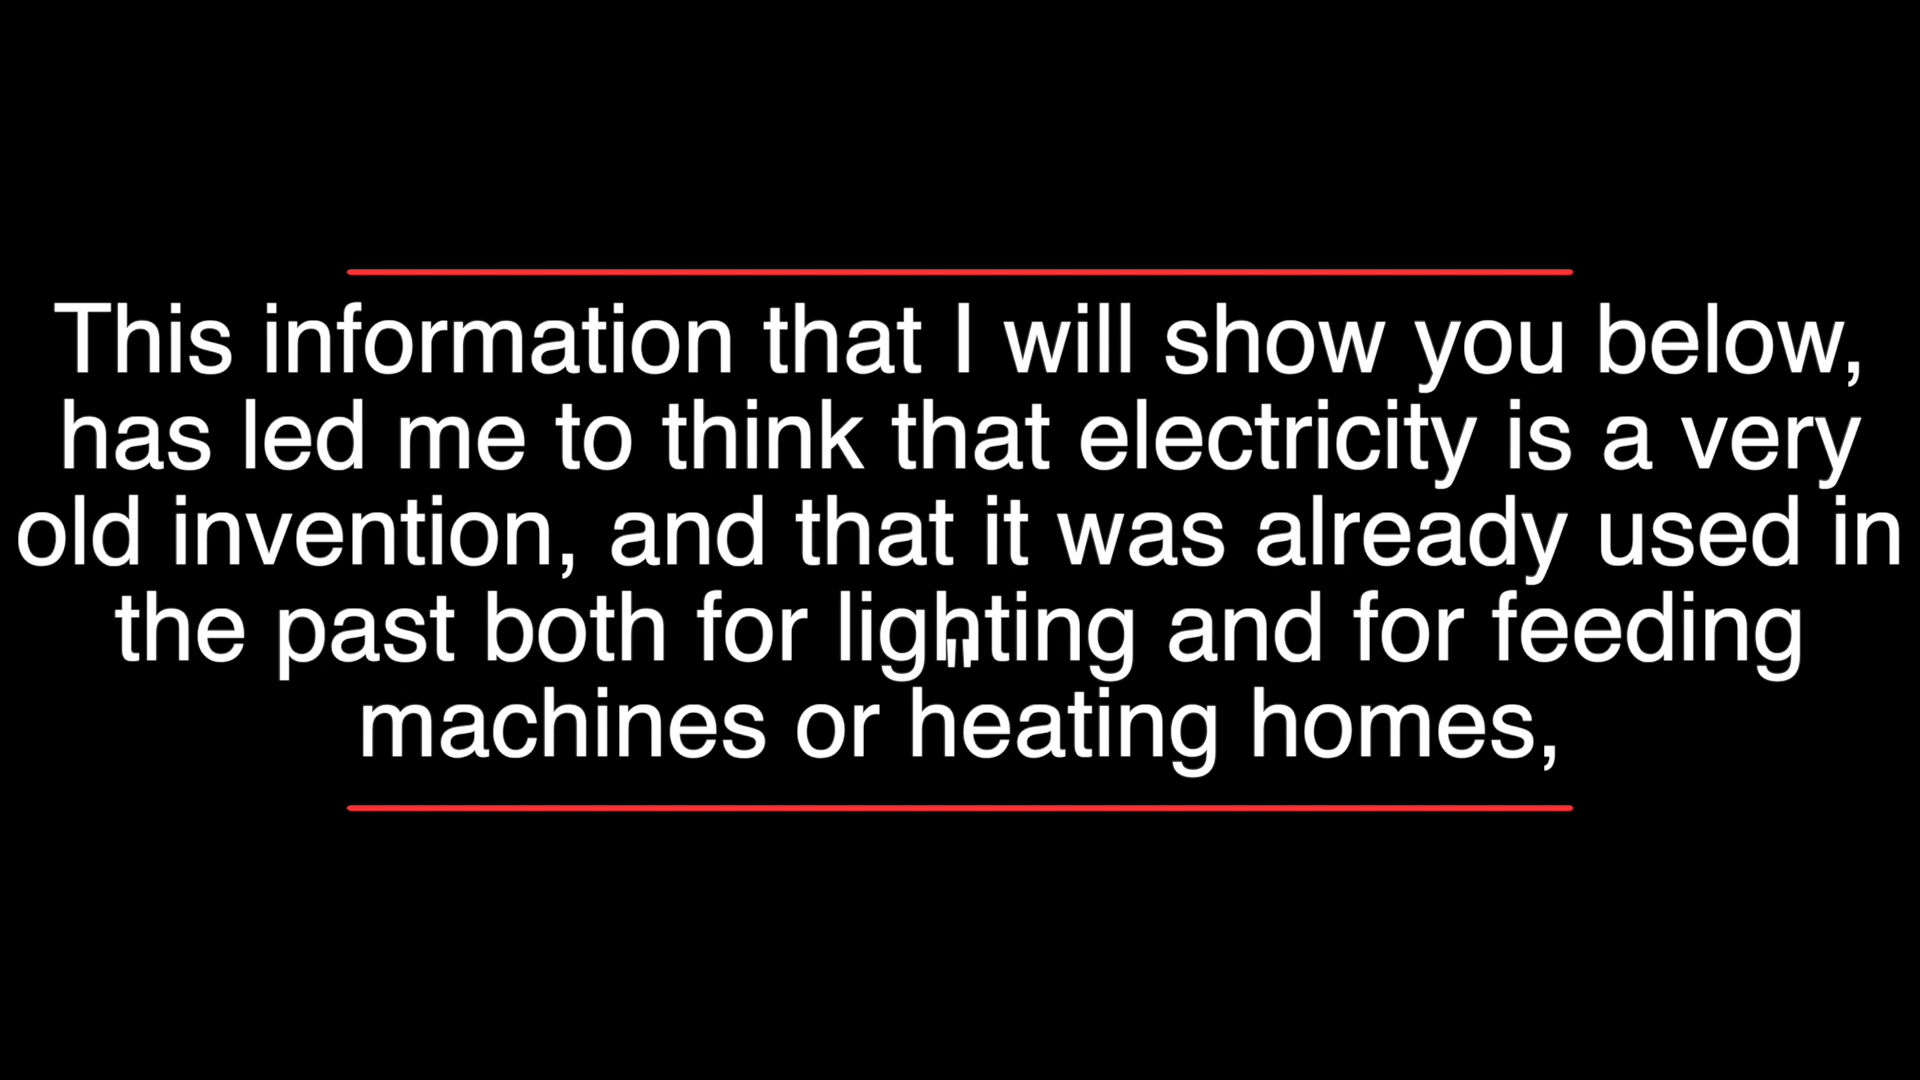 This information that I will show you below,
has led me to think that electricity is a very
old invention, and that it was already used in
the past both for lighting and for feeding
machines or heating homes,